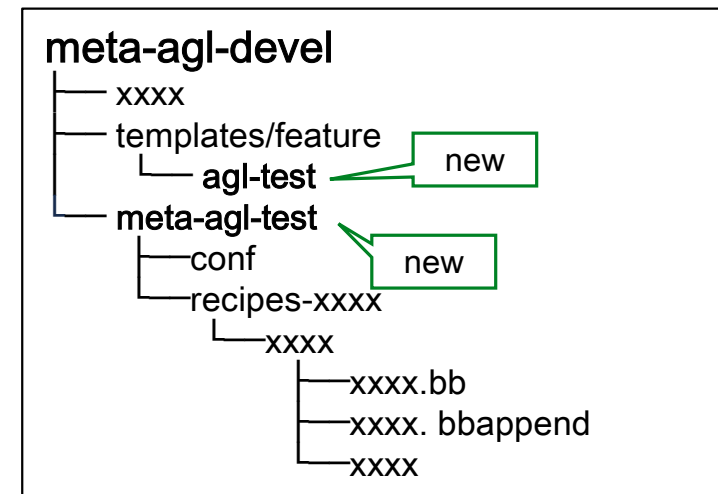 meta-agl-devel
xxxx
templates/feature
agl-test
new
meta-agl-test
new
conf
recipes-xxxx
xxxx
xxxx.bb
xxxx. bbappend
xxxx